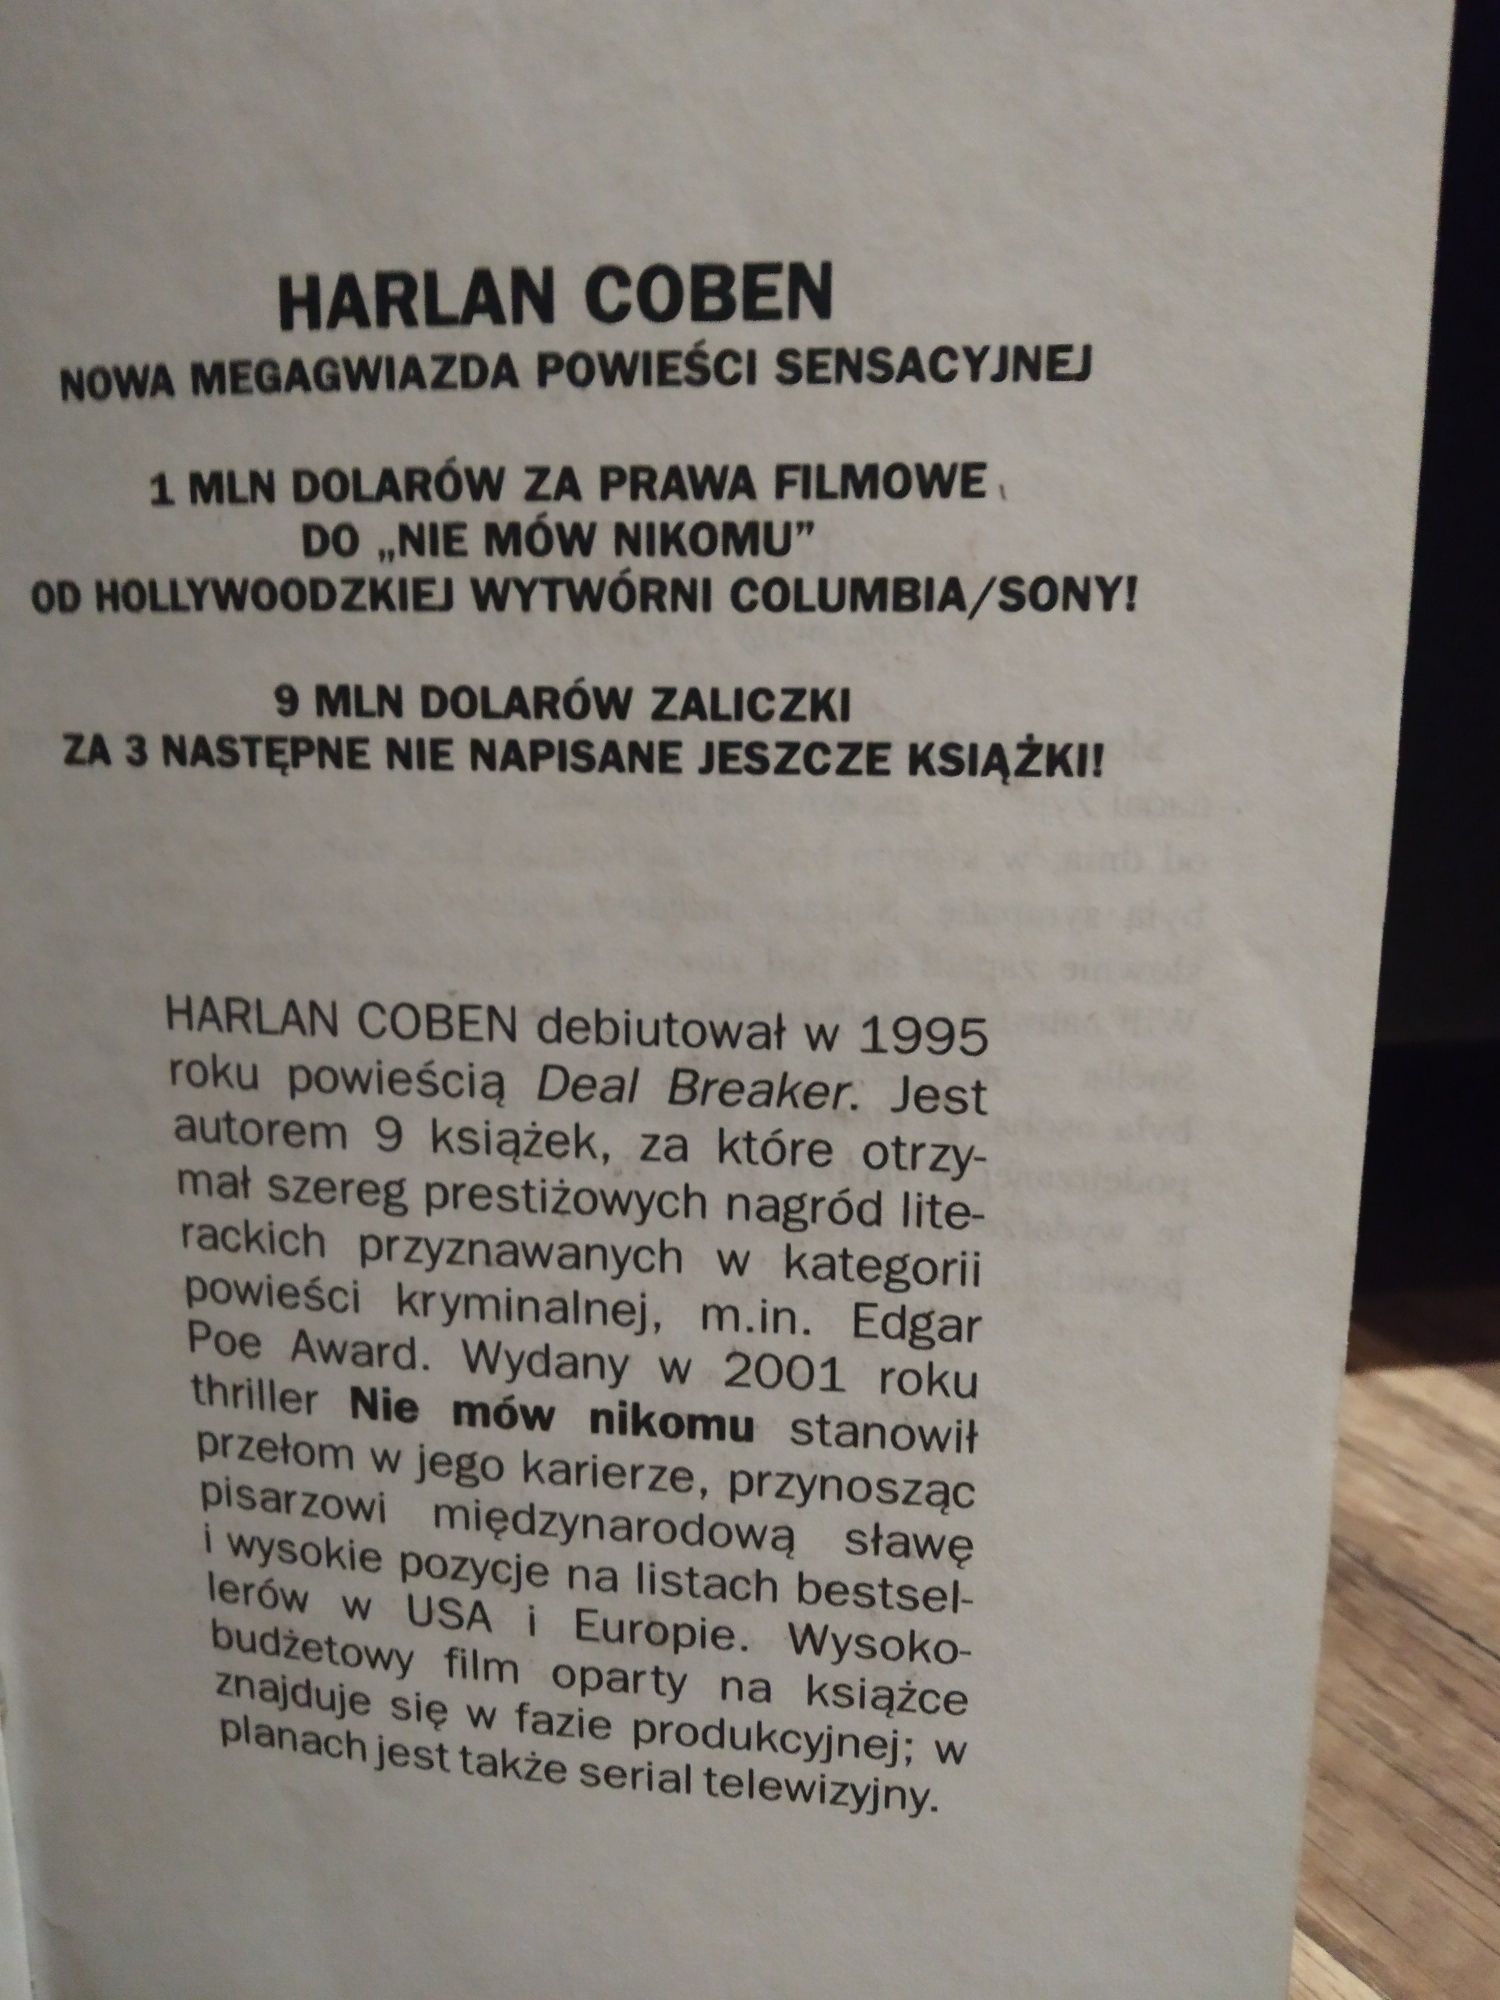 HARLAN COBEN
NOWA MEGAGWIAZDA POWIEŚCI SENSACYJNEJ
1 MLN DOLARÓW ZA PRAWA FILMOWE
DO „NIE MÓW NIKOMU”
OD HOLLYWOODZKIEJ WYTWÓRNI COLUMBIA/SONY!
9 MLN DOLARÓW ZALICZKI
ZA 3 NASTĘPNE NIE NAPISANE JESZCZE KSIĄŻKI!
HARLAN COBEN debiutował w 1995
roku powieścią Deal Breaker. Jest
autorem 9 książek, za które otrzy-
mał szereg prestiżowych nagród lite-
rackich przyznawanych w kategorii
powieści kryminalnej, m.in. Edgar
Poe Award. Wydany w 2001 roku
thriller Nie mów nikomu stanowił
przełom w jego karierze, przynosząc
pisarzowi międzynarodową sławę
i wysokie pozycje na listach bestsel-
lerów w USA i Europie. Wysoko-
budżetowy film oparty na książce
znajduje się w fazie produkcyjnej; w
planach jest także serial telewizyjny.